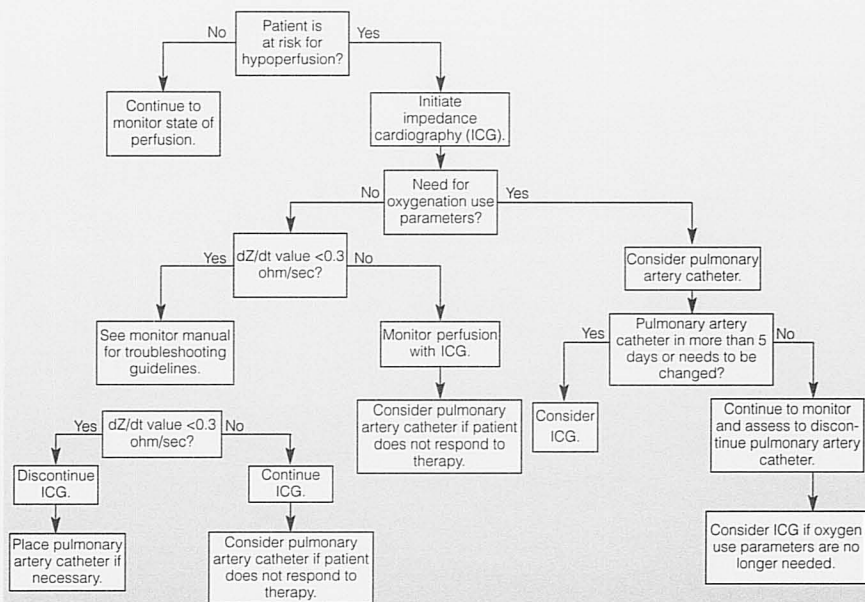 Patient is
at risk for
hypoperfusion?
No
Yes
Continue to
monitor state of
perfusion.
Initiate
impedance
cardiography (ICG).
Need for
oxygenation use
parameters?
No
Yes
dZ/dt value <0.3
ohm/sec?
Yes
No
Consider pulmonary
artery catheter.
See monitor manual
for troubleshooting
guidelines.
Monitor perfusion
with ICG.
Pulmonary artery
catheter in more than 5
days or needs to be
changed?
Yes
No
Consider pulmonary
artery catheter if patient
does not respond to
therapy.
Consider
ICG.
Continue to monitor
and assess to discon-
tinue pulmonary artery
catheter.
dZ/dt value <0.3
ohm/sec?
Yes
No
Discontinue
ICG.
Continue
ICG.
Place pulmonary
artery catheter if
necessary.
Consider pulmonary
artery catheter if patient
does not respond to
therapy.
Consider ICG if oxygen
use parameters are no
longer needed.